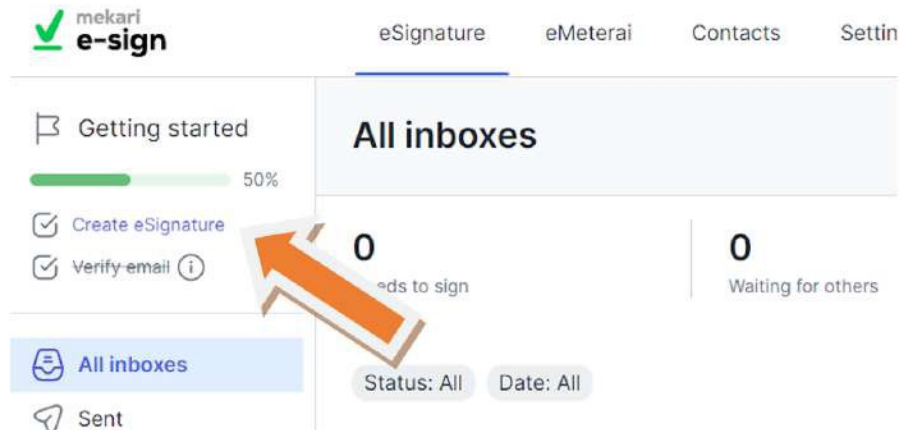 mekari
e-sign
eSignature eMeterai Contacts Settin
Getting started
50%
Create eSignature
Verify email
All inboxes
Sent
All inboxes
0
eds to sign
0
Waiting for others
Status: All Date: All